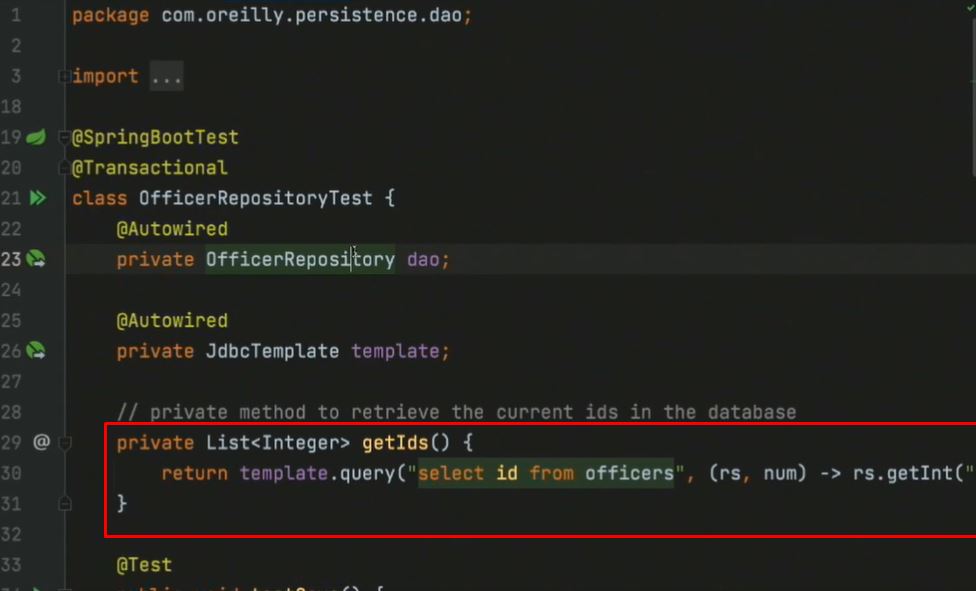 1 package com.oreilly.persistence.dao;
2
3 import ...
18
19 @SpringBootTest
20 @Transactional
21 class OfficerRepositoryTest {
22 @Autowired
23 private OfficerRepository dao;
24
25 @Autowired
26 private JdbcTemplate template;
27
28 // private method to retrieve the current ids in the database
29 @ private List<Integer> getIds() {
30 return template.query("select id from officers", (rs, num) -> rs.getInt("
31 }
32
33 @Test